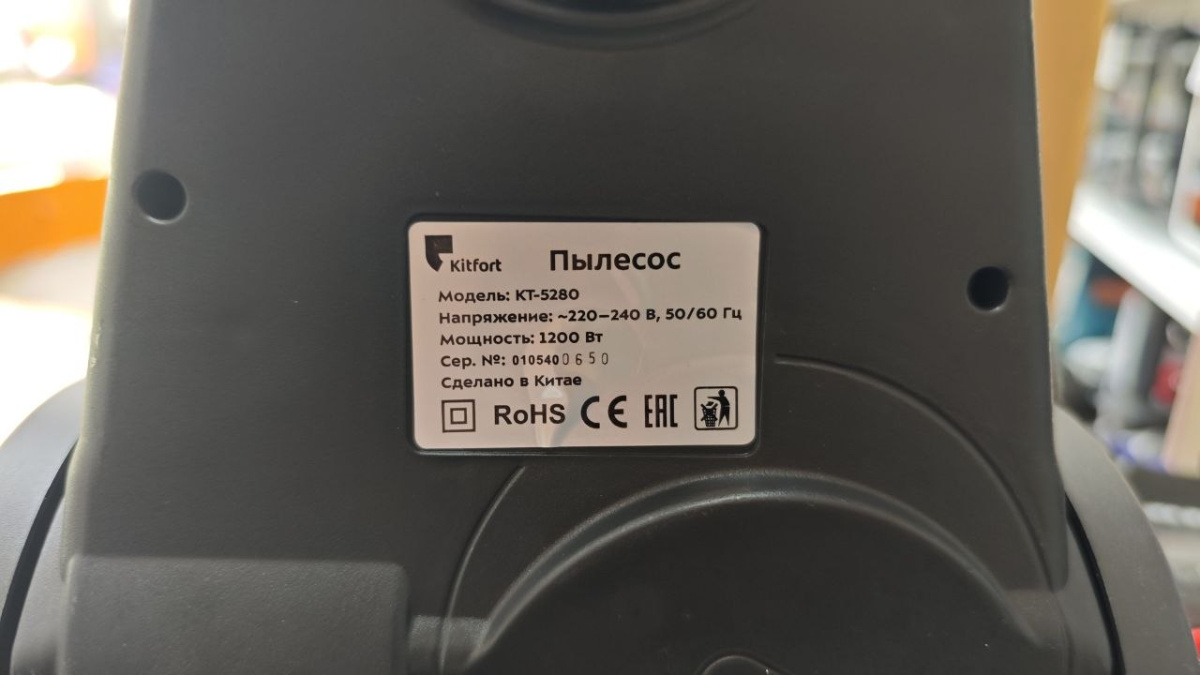 Kitfort Пылесос
Модель: КТ-5280
Напряжение: ~220–240 В, 50/60 Гц
Мощность: 1200 Вт
Сер. №: 0105400650
Сделано в Китае
RoHS CE EAC